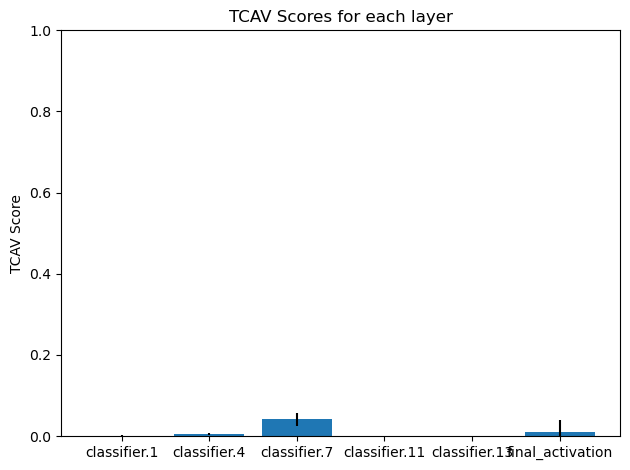 TCAV Scores for each layer
1.0
0.8
0.6
0.4
0.2
0.0
TCAV Score
classifier.1 classifier.4 classifier.7 classifier.11 classifier.13 final_activation